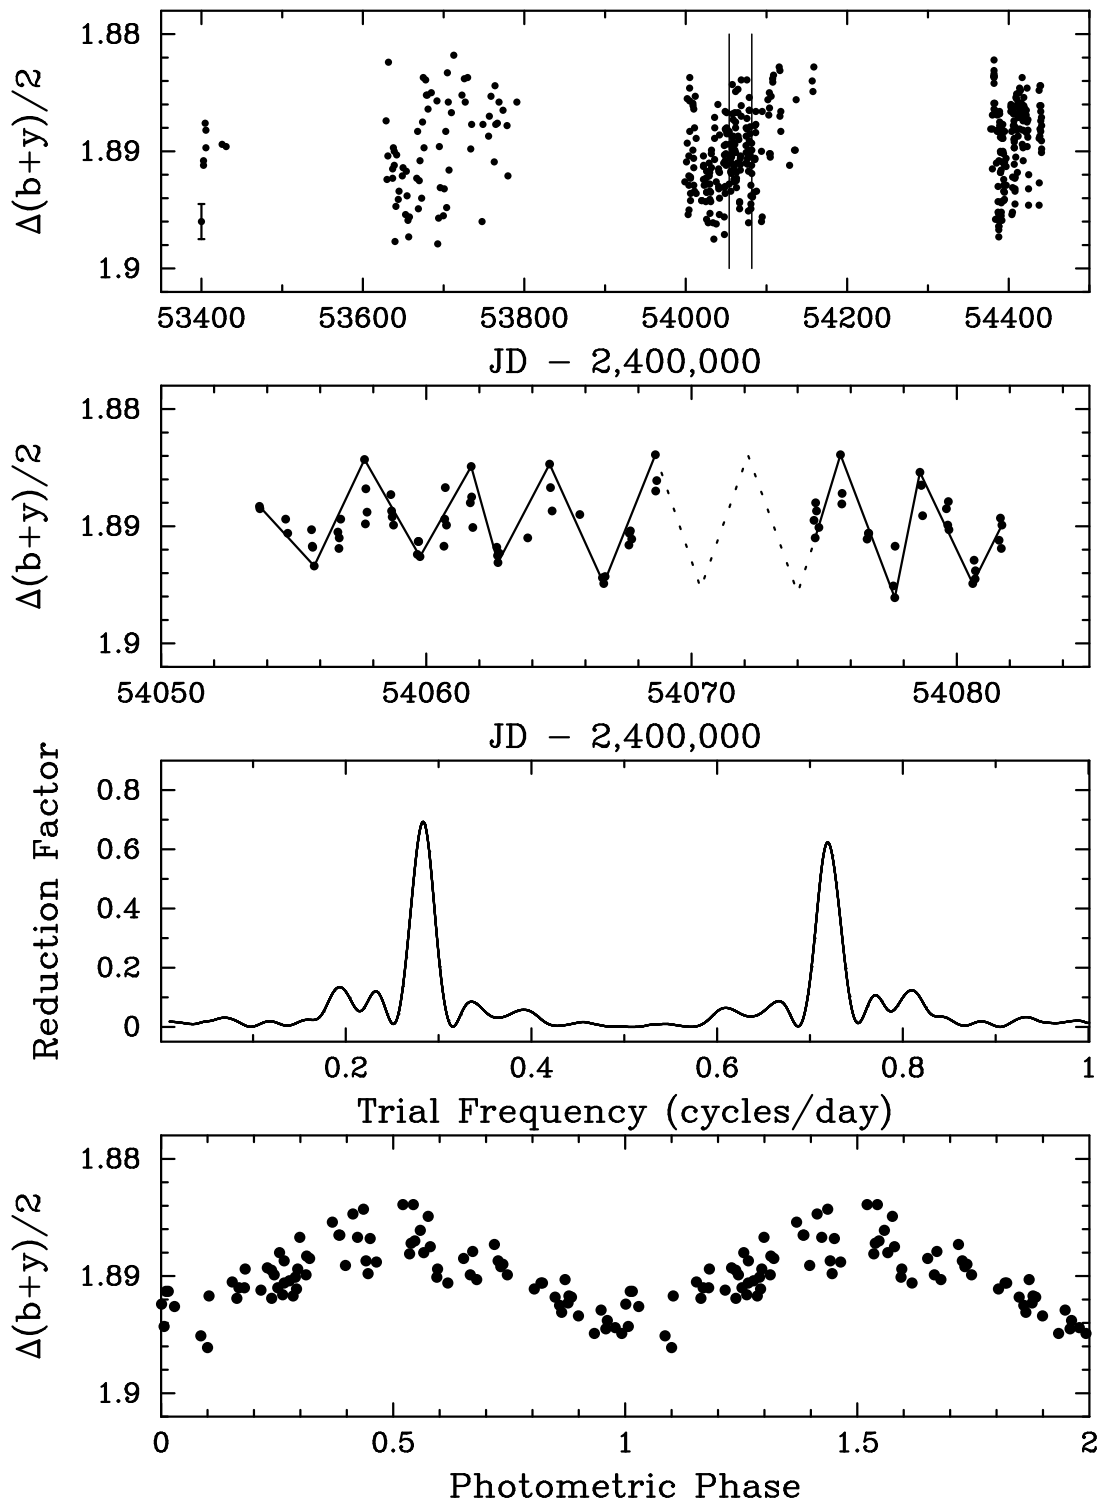 1.88
1.89
1.9
Δ(b+y)/2
53400 53600 53800 54000 54200 54400
JD − 2,400,000
1.88
1.89
1.9
Δ(b+y)/2
54050 54060 54070 54080
JD − 2,400,000
0.8
0.6
0.4
0.2
0
Reduction Factor
0.2 0.4 0.6 0.8 1
Trial Frequency (cycles/day)
1.88
1.89
1.9
Δ(b+y)/2
0 0.5 1 1.5 2
Photometric Phase